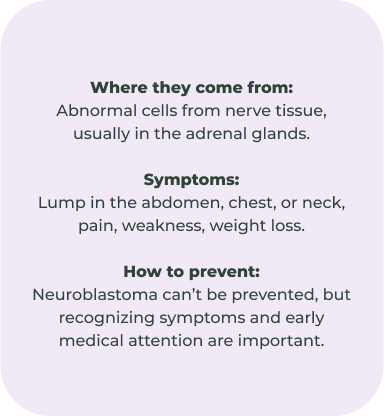 Where they come from:
Abnormal cells from nerve tissue,
usually in the adrenal glands.
Symptoms:
Lump in the abdomen, chest, or neck,
pain, weakness, weight loss.
How to prevent:
Neuroblastoma can’t be prevented, but
recognizing symptoms and early
medical attention are important.